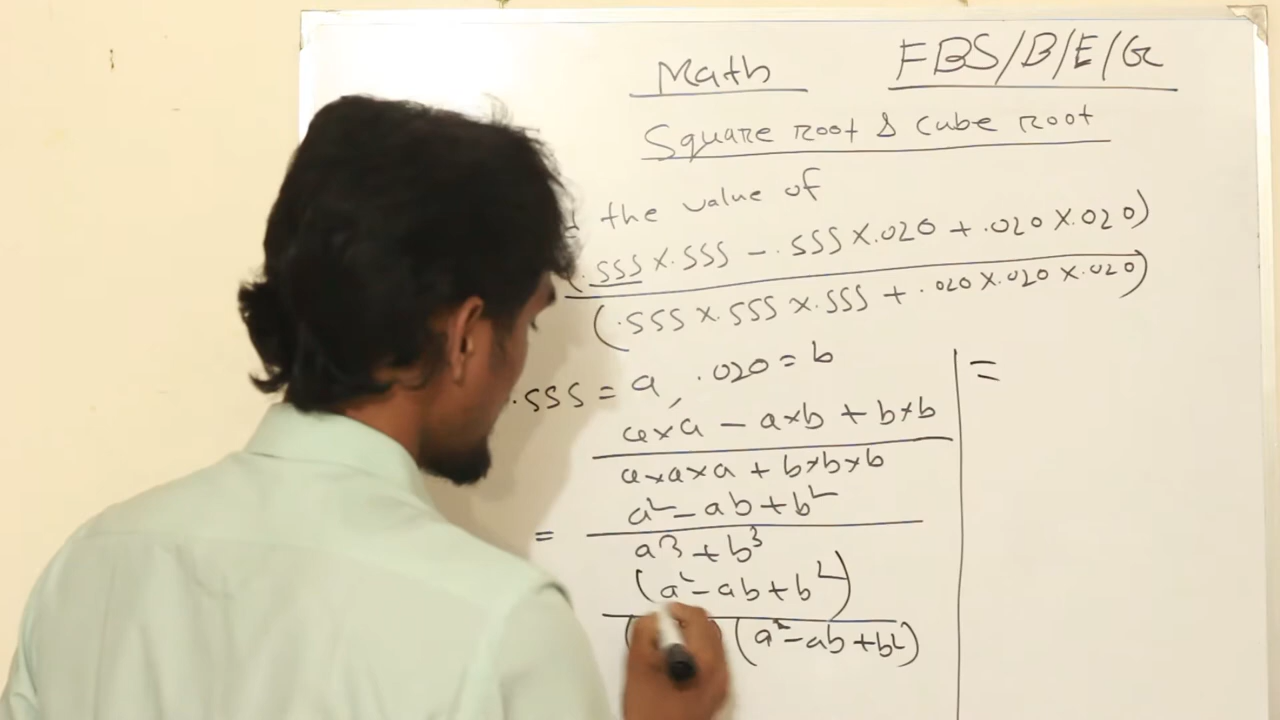 Math
FBS/B/E/G
Square root & Cube root
the value of
.555 × .555 - .555 × .020 + .020 × .020)
(.555 × .555 × .555 + .020 × .020 × .020)
.555 = a, .020 = b
a×a - a×b + b×b
a×a×a + b×b×b
= a² - ab + b²
a3 + b³
(a² - ab + b²)
( ) (a² - ab + b²)
=